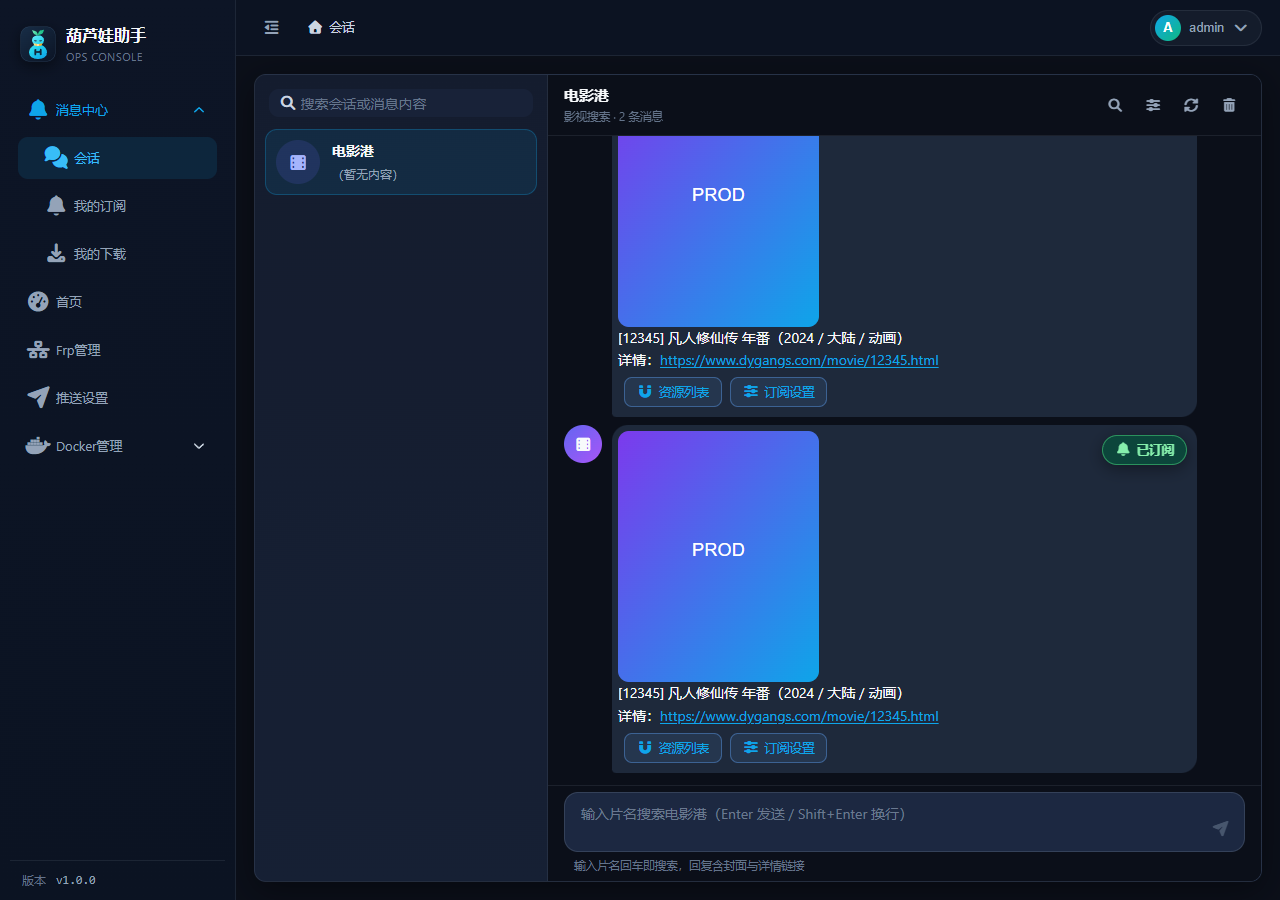 葫芦娃助手
OPS CONSOLE
消息中心
会话
我的订阅
我的下载
首页
Frp管理
推送设置
Docker管理
版本 v1.0.0
会话
A admin
搜索会话或消息内容
电影港
(暂无内容)
电影港
影视搜索 · 2 条消息
PROD
[12345] 凡人修仙传 年番（2024 / 大陆 / 动画）
详情：https://www.dygangs.com/movie/12345.html
资源列表 订阅设置
已订阅
PROD
[12345] 凡人修仙传 年番（2024 / 大陆 / 动画）
详情：https://www.dygangs.com/movie/12345.html
资源列表 订阅设置
输入片名搜索电影港（Enter 发送 / Shift+Enter 换行）
输入片名回车即搜索，回复含封面与详情链接